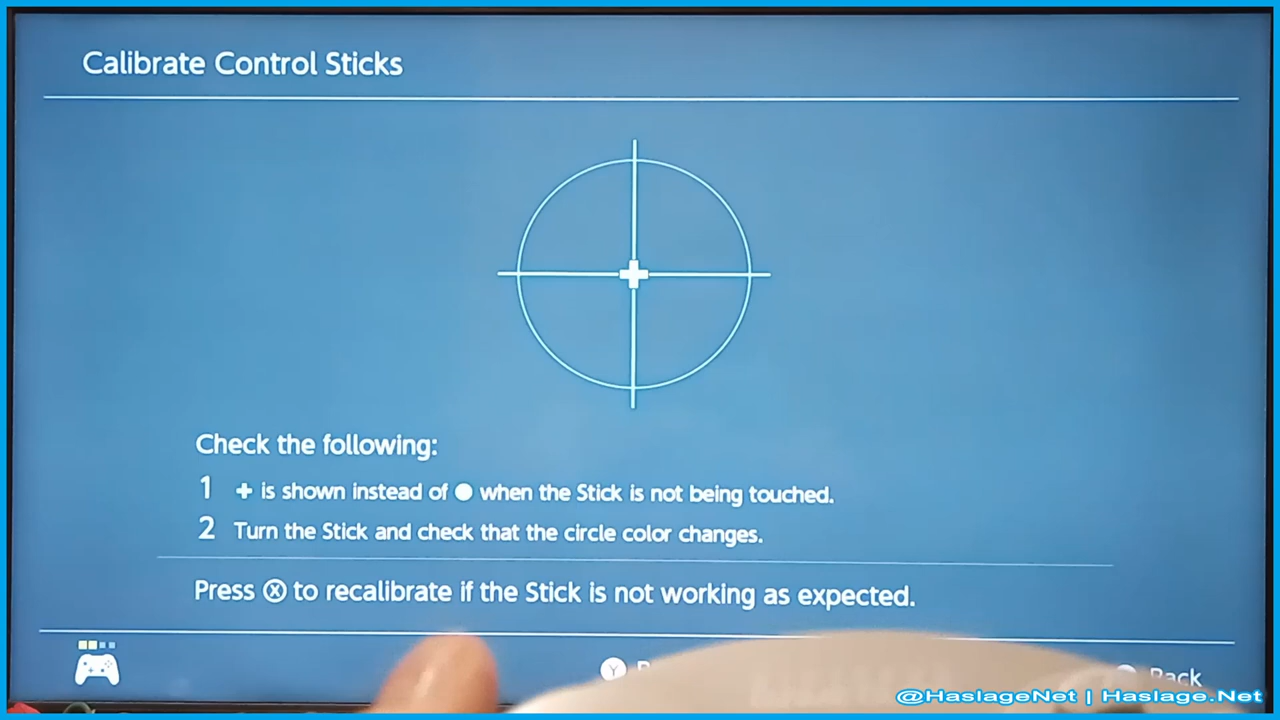 Calibrate Control Sticks
Check the following:
1 + is shown instead of ● when the Stick is not being touched.
2 Turn the Stick and check that the circle color changes.
Press Ⓧ to recalibrate if the Stick is not working as expected.
Ⓨ
Back
@HaslageNet | Haslage.Net